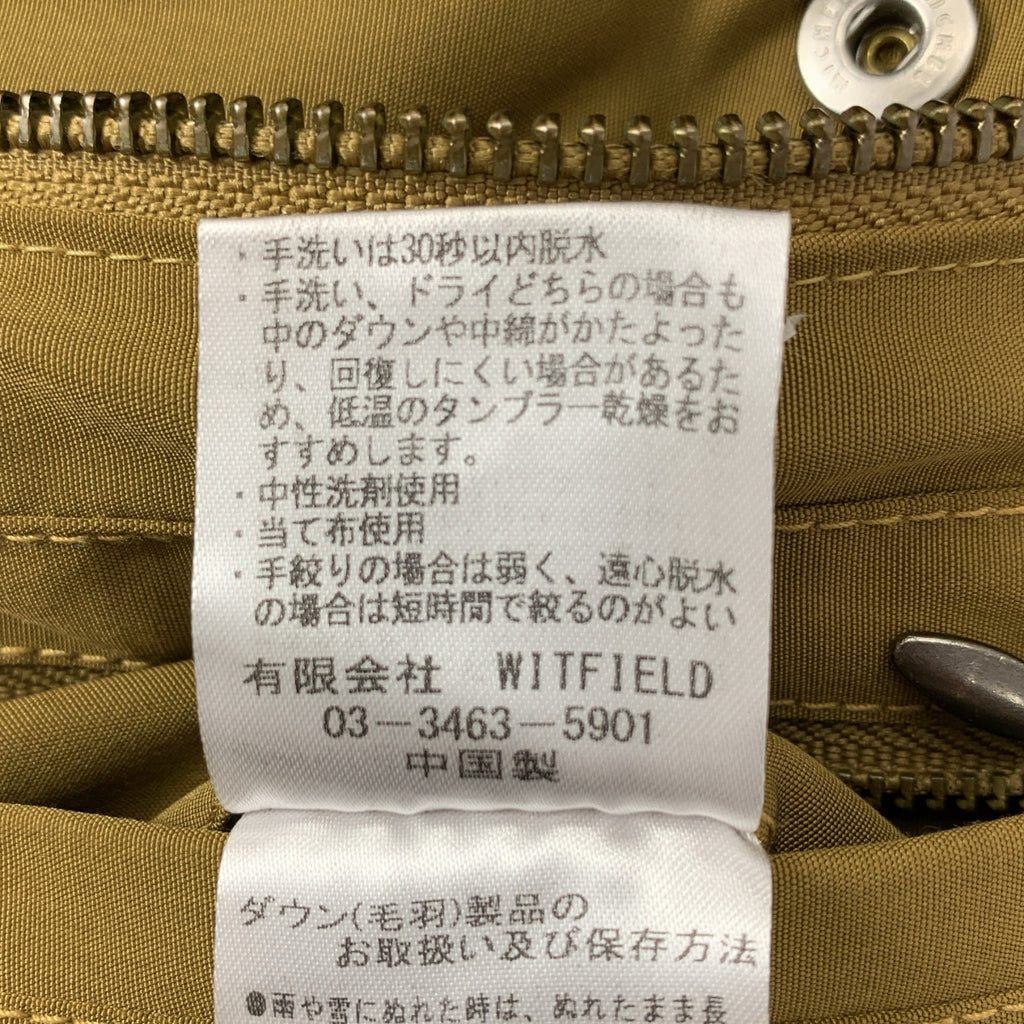 ・手洗いは30秒以内脱水
・手洗い、ドライどちらの場合も
中のダウンや中綿がかたよった
り、回復しにくい場合があるた
め、低温のタンブラー乾燥をお
すすめします。
・中性洗剤使用
・当て布使用
・手絞りの場合は弱く、遠心脱水
の場合は短時間で絞るのがよい
有限会社 WITFIELD
03-3463-5901
中国製
ダウン(毛羽)製品の
お取扱い及び保存方法
●雨や雪にぬれた時は、ぬれたまま長